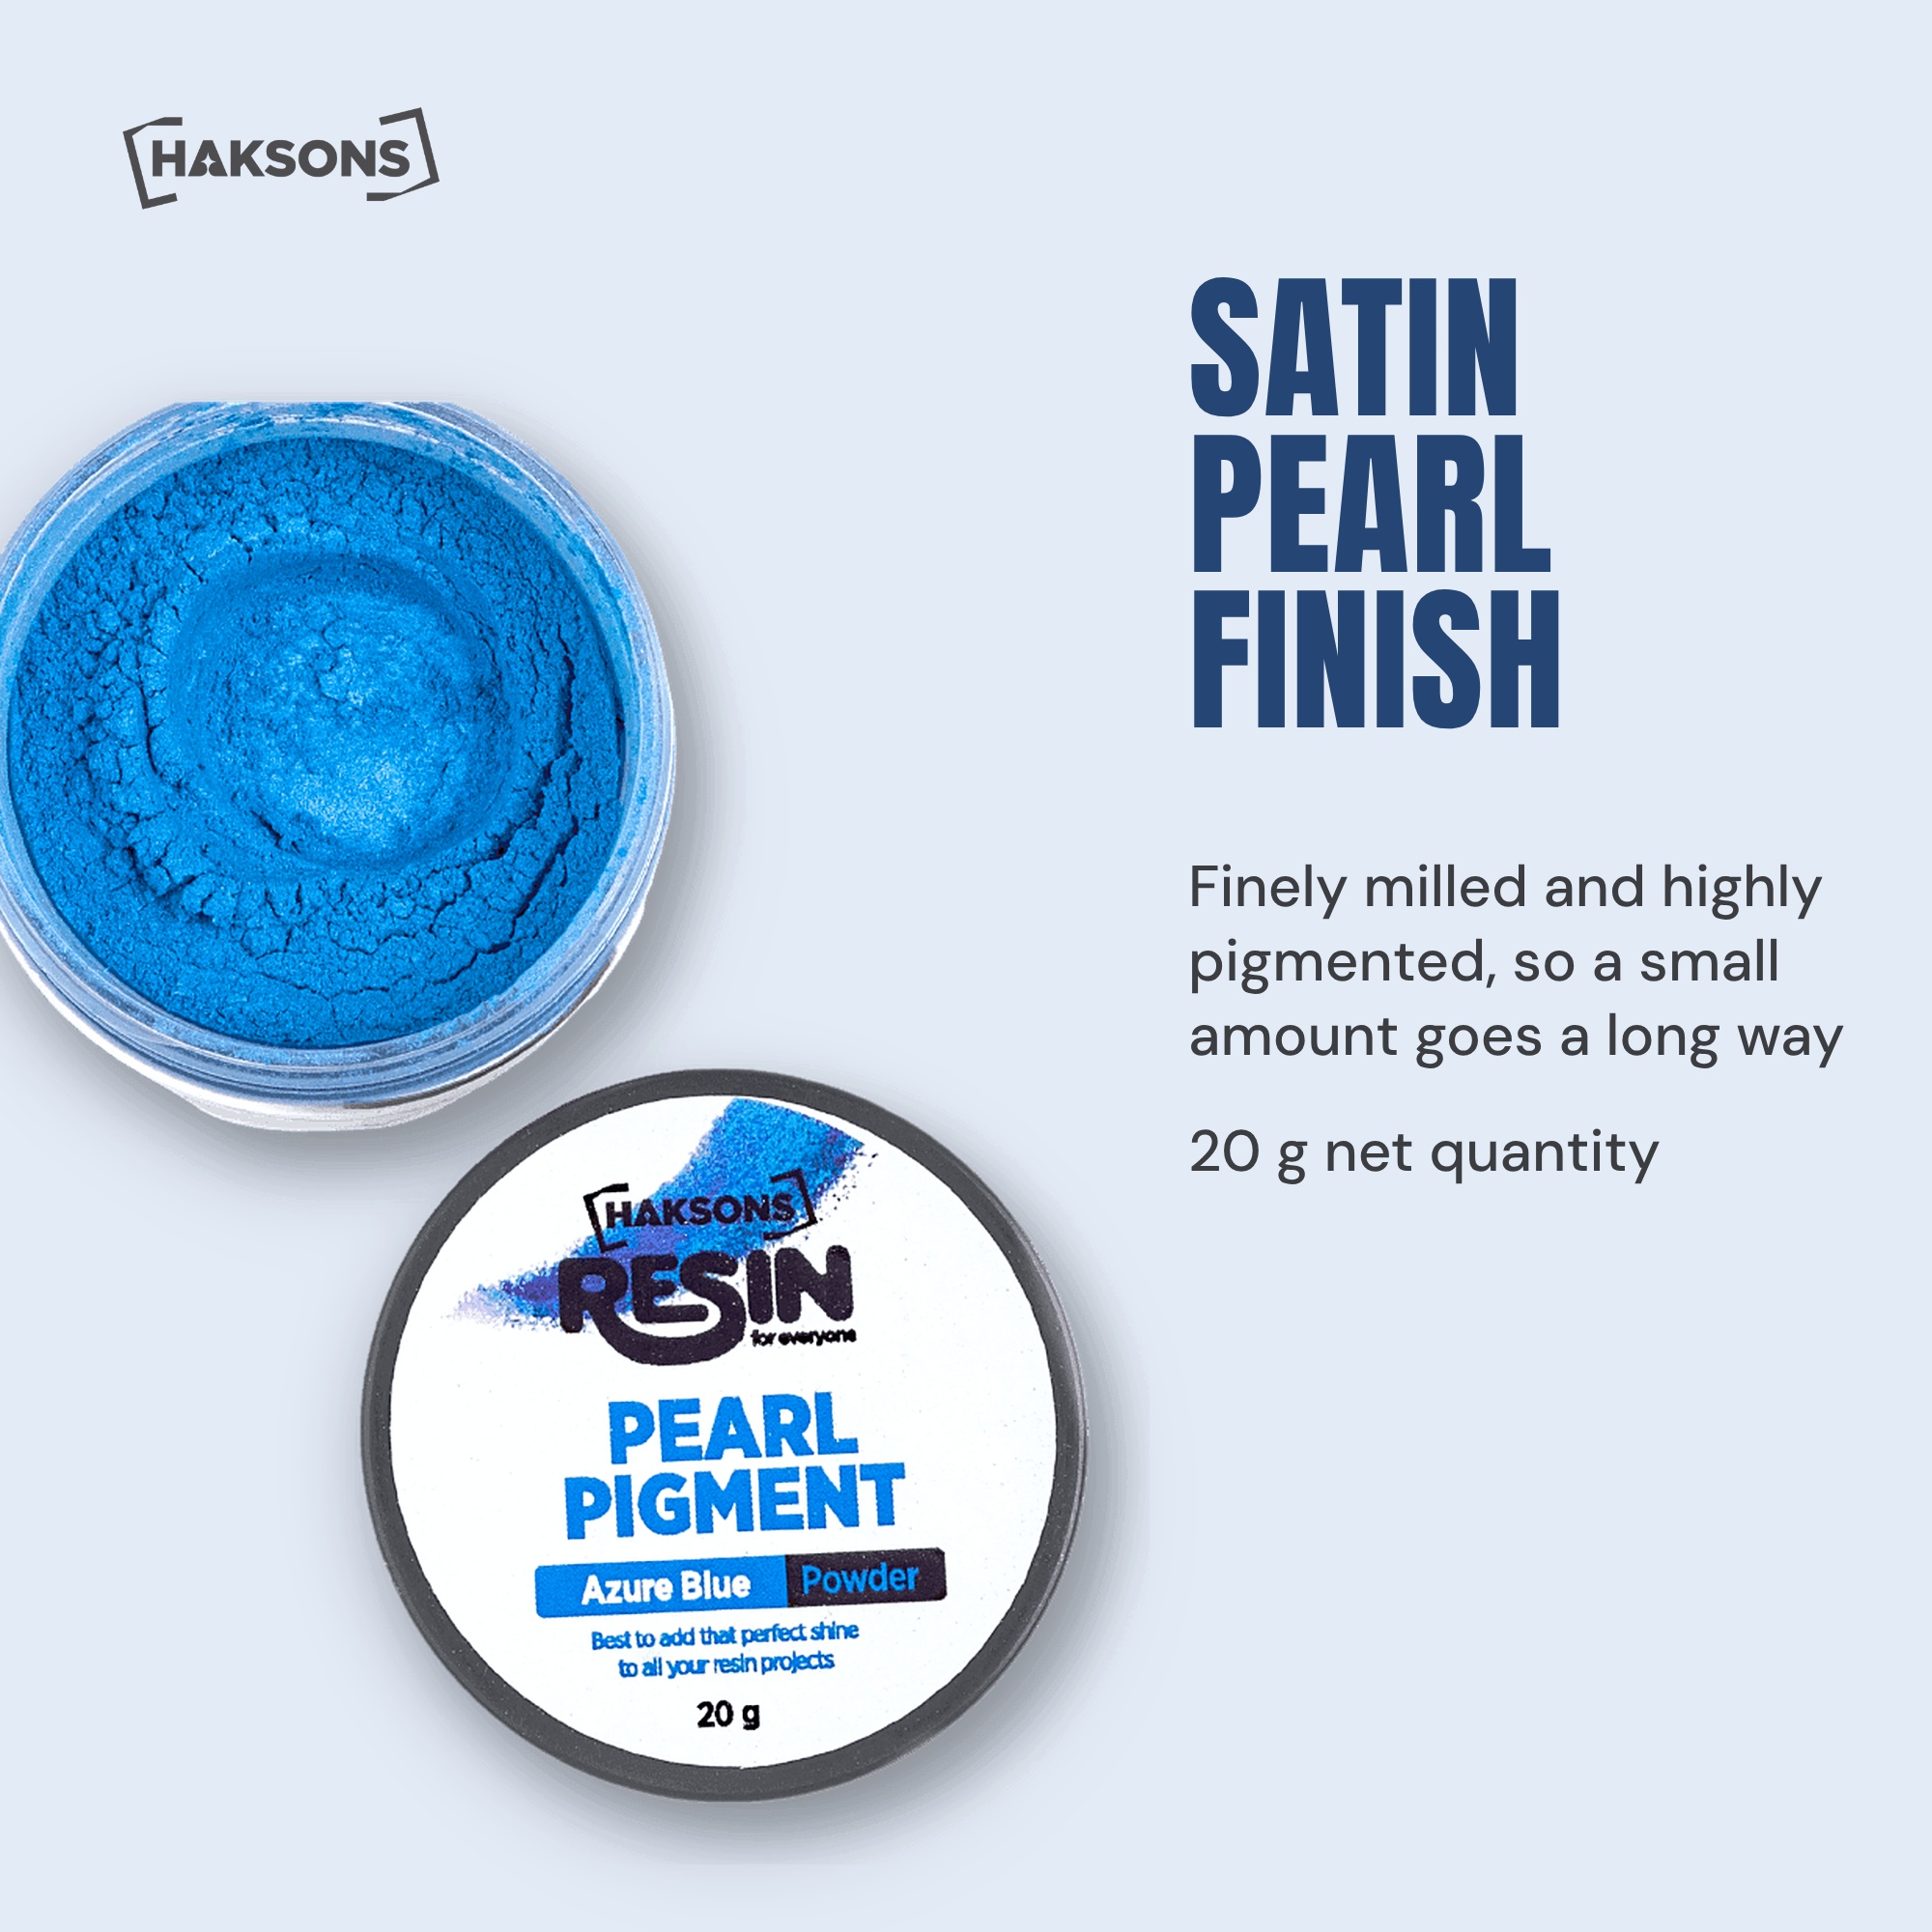 HAKSONS
SATIN
PEARL
FINISH
Finely milled and highly
pigmented, so a small
amount goes a long way
20 g net quantity
HAKSONS
RESIN
for everyone
PEARL
PIGMENT
Azure Blue Powder
Best to add that perfect shine
to all your resin projects
20 g